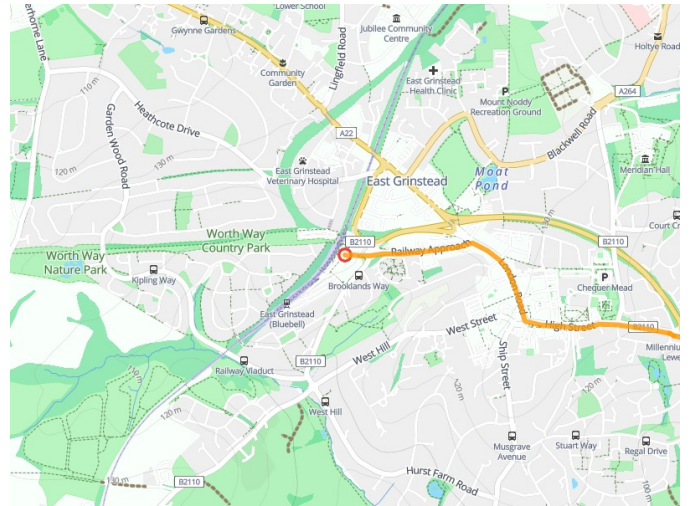 Lower School
Gwynne Gardens
Jubilee Community
Centre
Lingfield Road
Holtye Road
Community
Garden
East Grinstead
Health Clinic
Mount Noddy
Recreation Ground
A264
Garden Wood Road
Heathcote Drive
110 m
A22
Blackwell Road
120 m
130 m
East Grinstead
Veterinary Hospital
East Grinstead
Moat
Pond
Meridian Hall
Worth Way
Country Park
B2110
Railway Approach
B2110
Worth Way
Nature Park
Kipling Way
Brooklands Way
Chequer Mead
East Grinstead
(Bluebell)
West Street
High Street
B2110
Railway Viaduct
B2110
West Hill
Ship Street
West Hill
120 m
Musgrave
Avenue
Stuart Way
Regal Drive
Hurst Farm Road
130 m
B2110
120 m